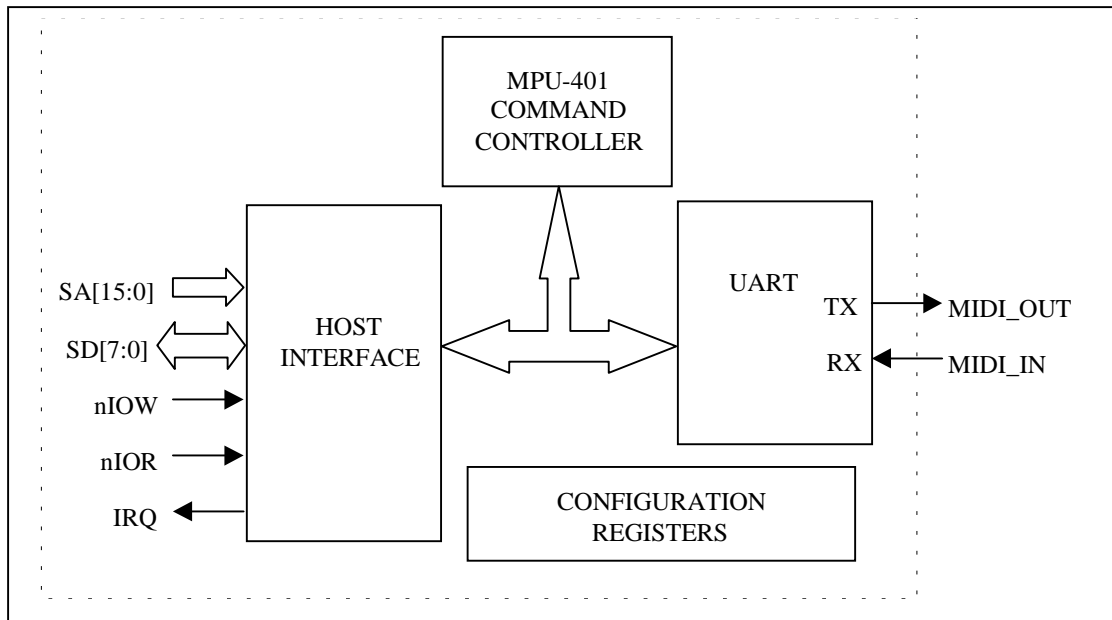 MPU-401
COMMAND
CONTROLLER
SA[15:0]
SD[7:0]
nIOW
nIOR
IRQ
HOST
INTERFACE
UART
TX
RX
MIDI_OUT
MIDI_IN
CONFIGURATION
REGISTERS